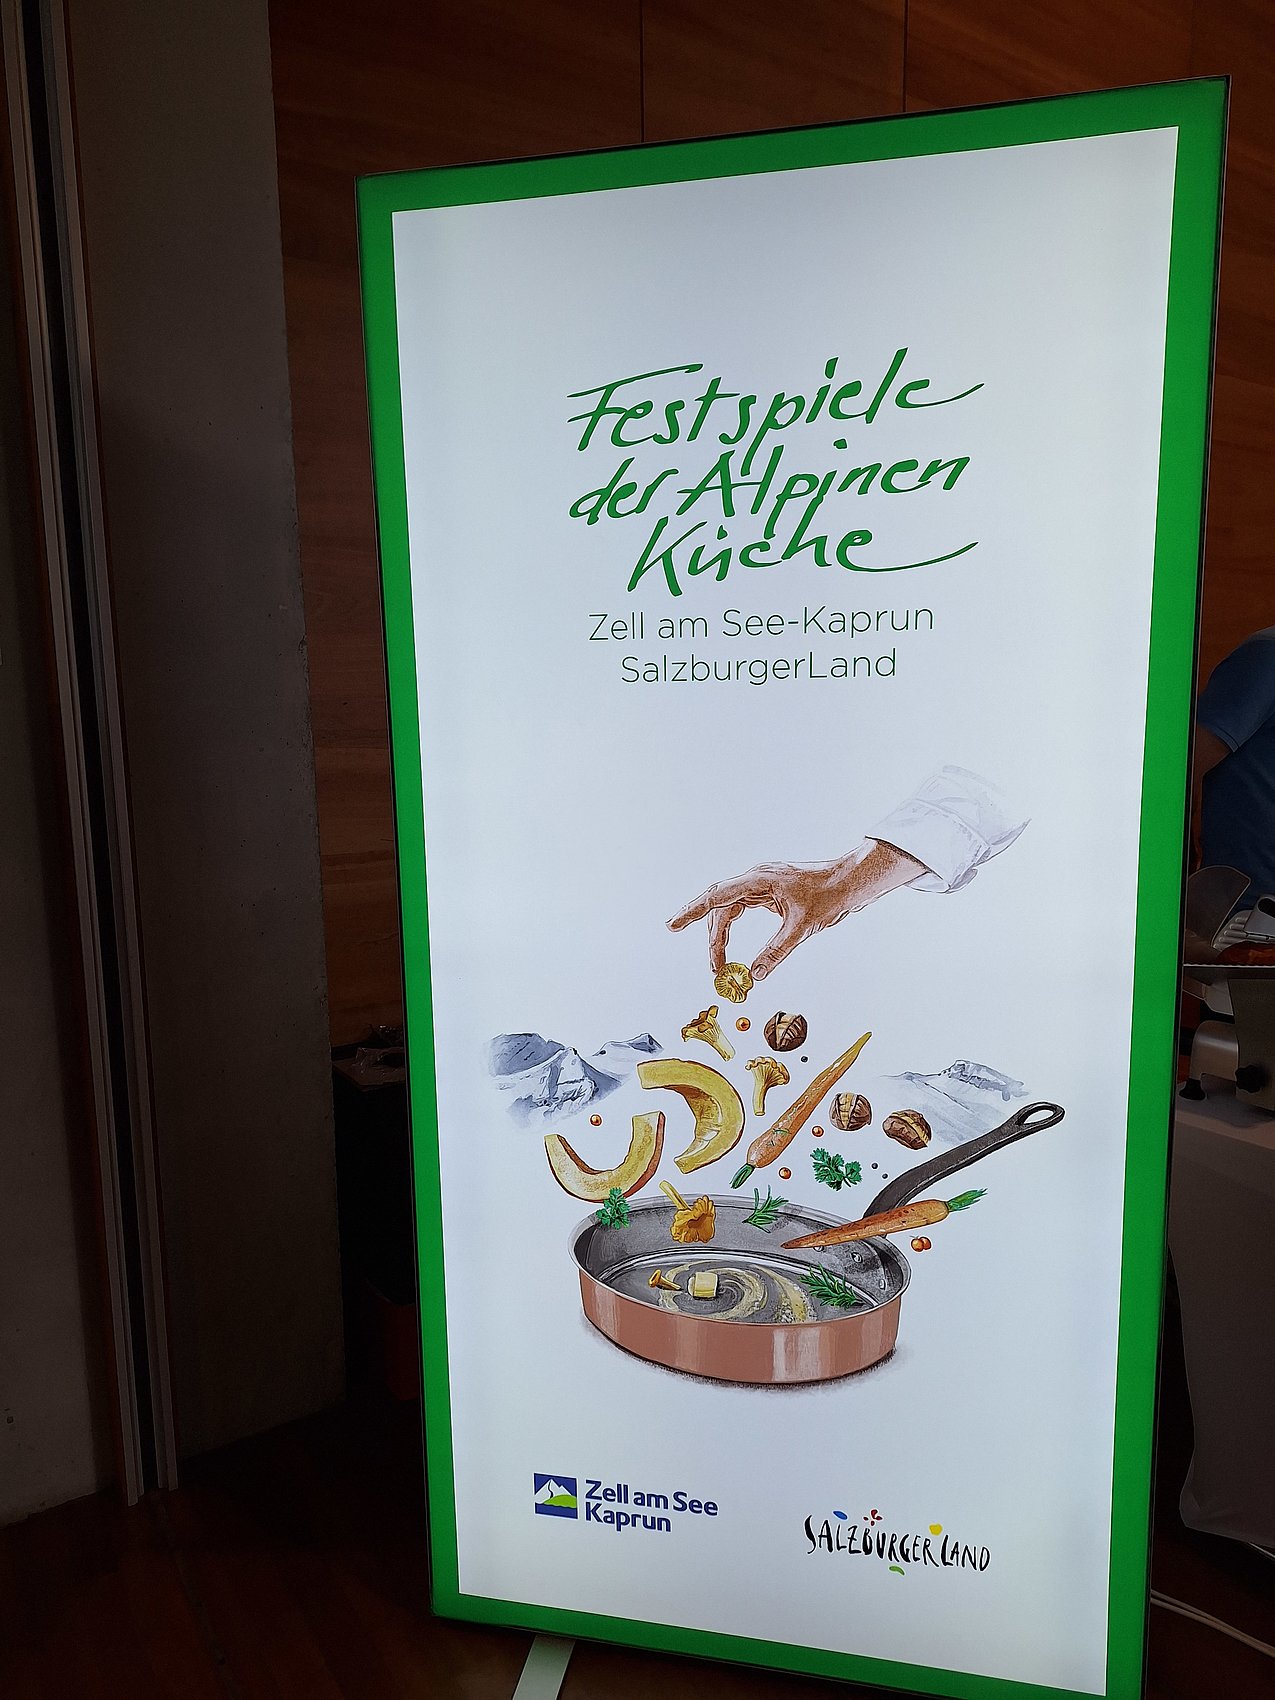 Festspiele
der Alpinen
Küche
Zell am See-Kaprun
SalzburgerLand
Zell am See
Kaprun
SALZBURGERLAND